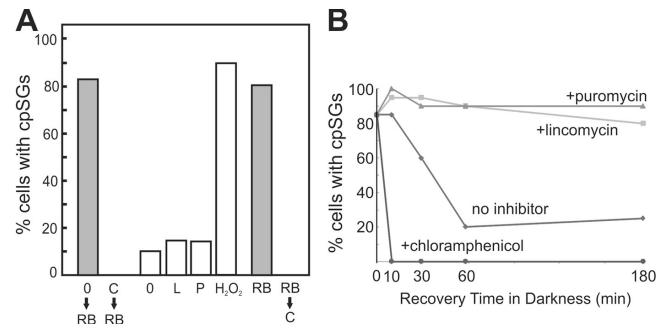 A
B
% cells with cpSGs
100
80
60
40
20
0
0 C 0 L P H₂O₂ RB RB
RB RB C
% cells with cpSGs
100
80
60
40
20
+puromycin
+lincomycin
no inhibitor
+chloramphenicol
0 10 30 60 180
Recovery Time in Darkness (min)